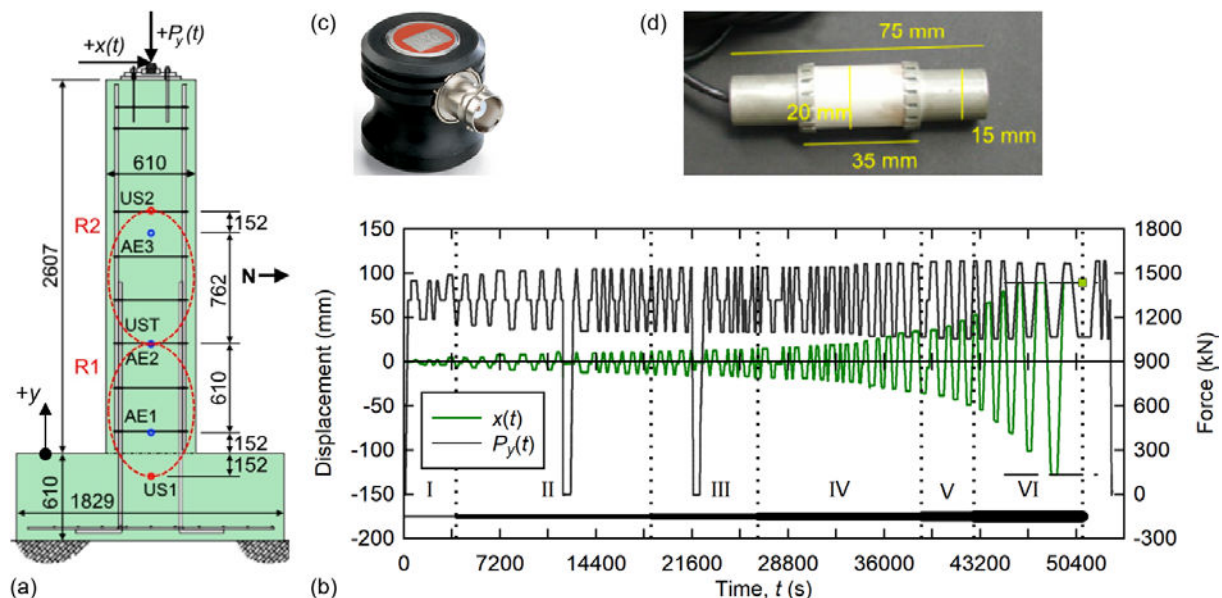 +Py(t)
+x(t)
610
US2
R2
152
AE3
N
2607
762
UST
R1
AE2
610
+y
AE1
152
152
610
US1
1829
(a)
(c)
(d)
75 mm
20 mm
15 mm
35 mm
150
100
50
0
-50
-100
-150
-200
Displacement (mm)
1800
1500
1200
900
600
300
0
-300
Force (kN)
x(t)
Py(t)
I II III IV V VI
0 7200 14400 21600 28800 36000 43200 50400
(b)
Time, t (s)